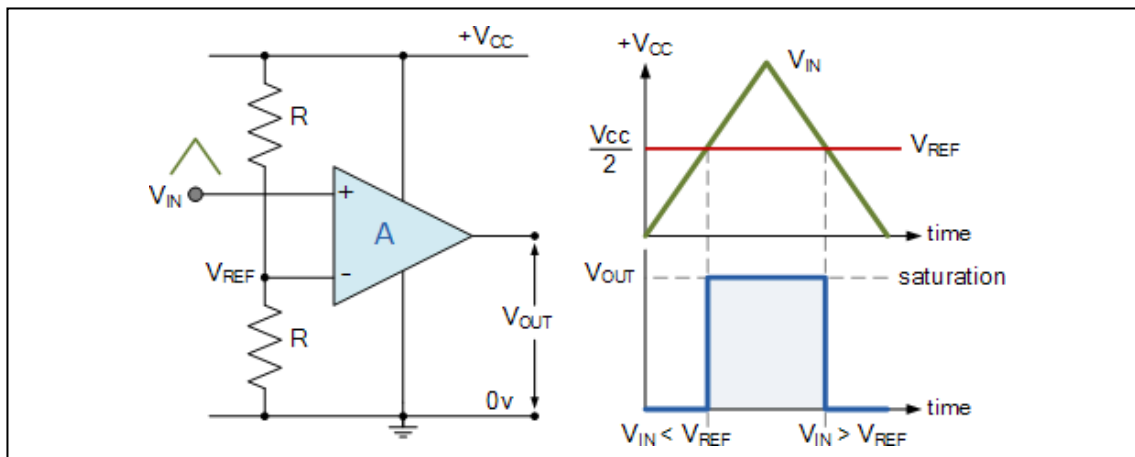 +VCC
R
VIN
+
A
VREF
-
R
VOUT
0v
+VCC
VIN
Vcc
2
VREF
time
VOUT
saturation
time
VIN < VREF
VIN > VREF